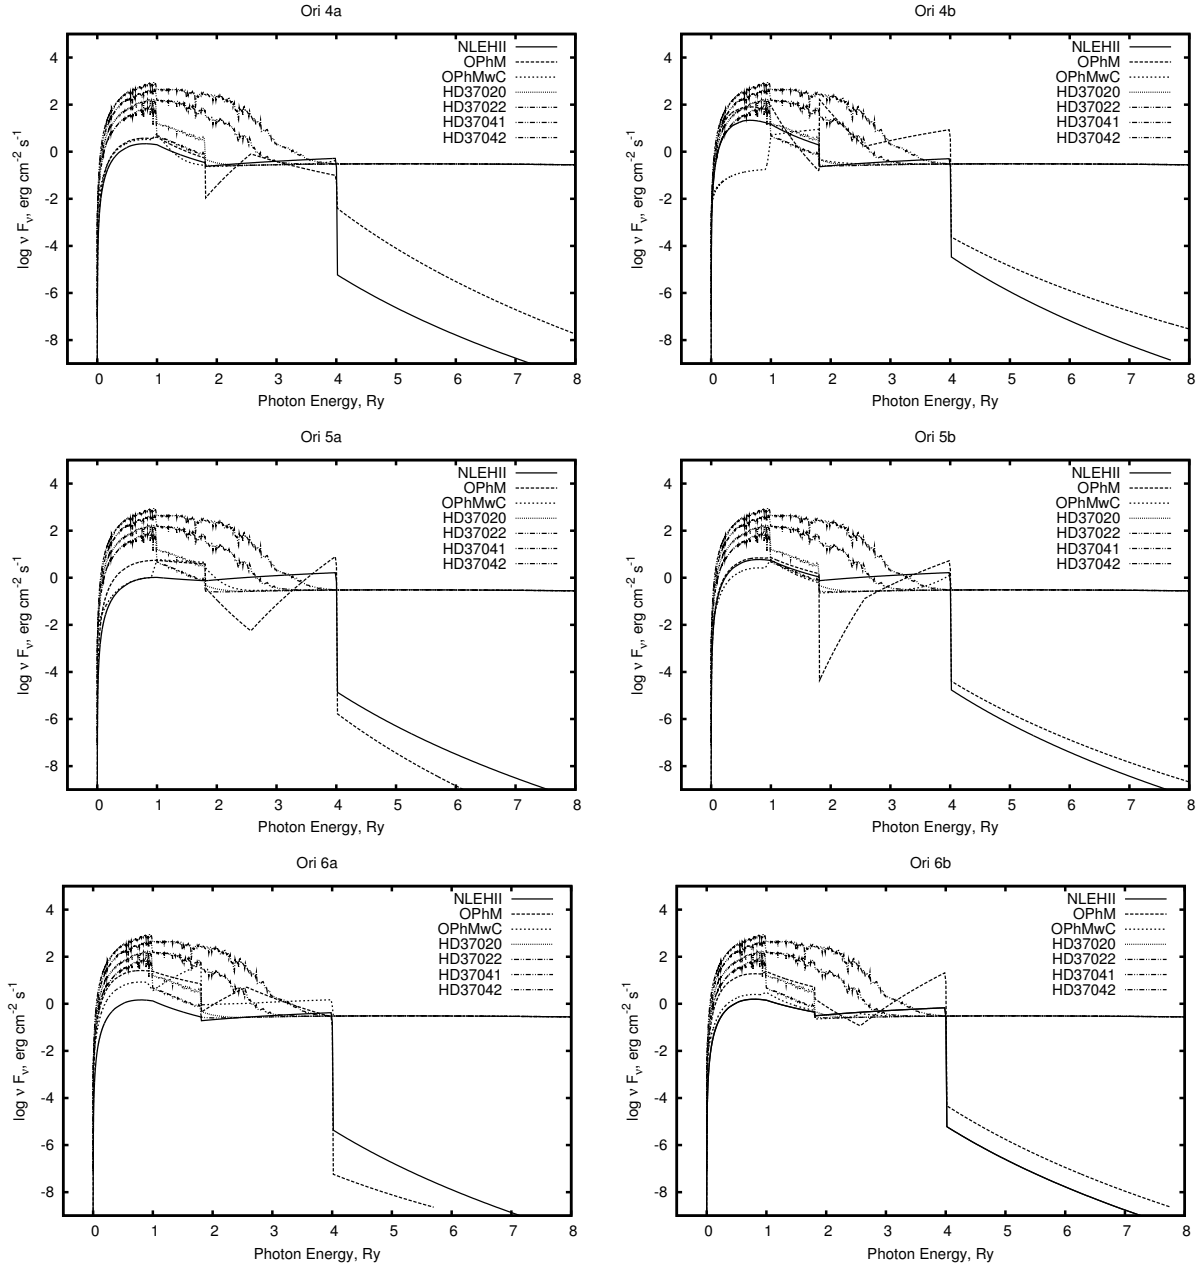 Ori 4a
4
2
0
-2
-4
-6
-8
log ν Fν, erg cm-2 s-1
NLEHII
OPhM
OPhMwC
HD37020
HD37022
HD37041
HD37042
0 1 2 3 4 5 6 7 8
Photon Energy, Ry
Ori 4b
4
2
0
-2
-4
-6
-8
log ν Fν, erg cm-2 s-1
NLEHII
OPhM
OPhMwC
HD37020
HD37022
HD37041
HD37042
0 1 2 3 4 5 6 7 8
Photon Energy, Ry
Ori 5a
4
2
0
-2
-4
-6
-8
log ν Fν, erg cm-2 s-1
NLEHII
OPhM
OPhMwC
HD37020
HD37022
HD37041
HD37042
0 1 2 3 4 5 6 7 8
Photon Energy, Ry
Ori 5b
4
2
0
-2
-4
-6
-8
log ν Fν, erg cm-2 s-1
NLEHII
OPhM
OPhMwC
HD37020
HD37022
HD37041
HD37042
0 1 2 3 4 5 6 7 8
Photon Energy, Ry
Ori 6a
4
2
0
-2
-4
-6
-8
log ν Fν, erg cm-2 s-1
NLEHII
OPhM
OPhMwC
HD37020
HD37022
HD37041
HD37042
0 1 2 3 4 5 6 7 8
Photon Energy, Ry
Ori 6b
4
2
0
-2
-4
-6
-8
log ν Fν, erg cm-2 s-1
NLEHII
OPhM
OPhMwC
HD37020
HD37022
HD37041
HD37042
0 1 2 3 4 5 6 7 8
Photon Energy, Ry